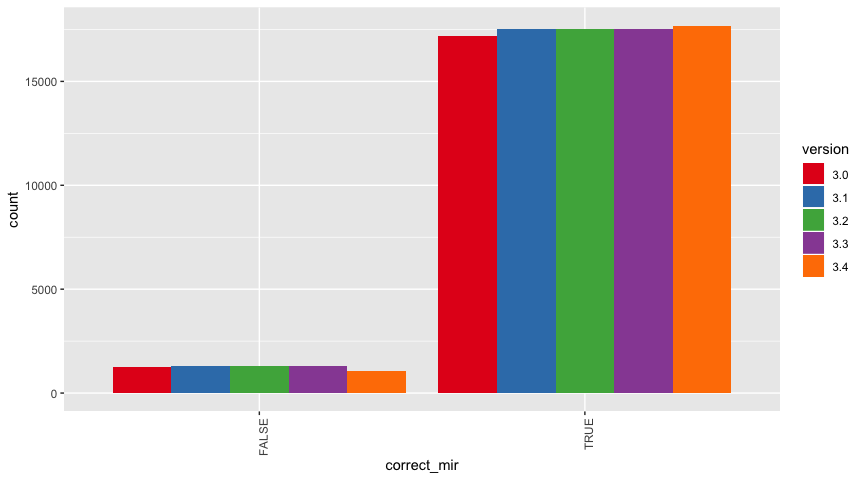 count
15000
10000
5000
0
FALSE
TRUE
correct_mir
version
3.0
3.1
3.2
3.3
3.4